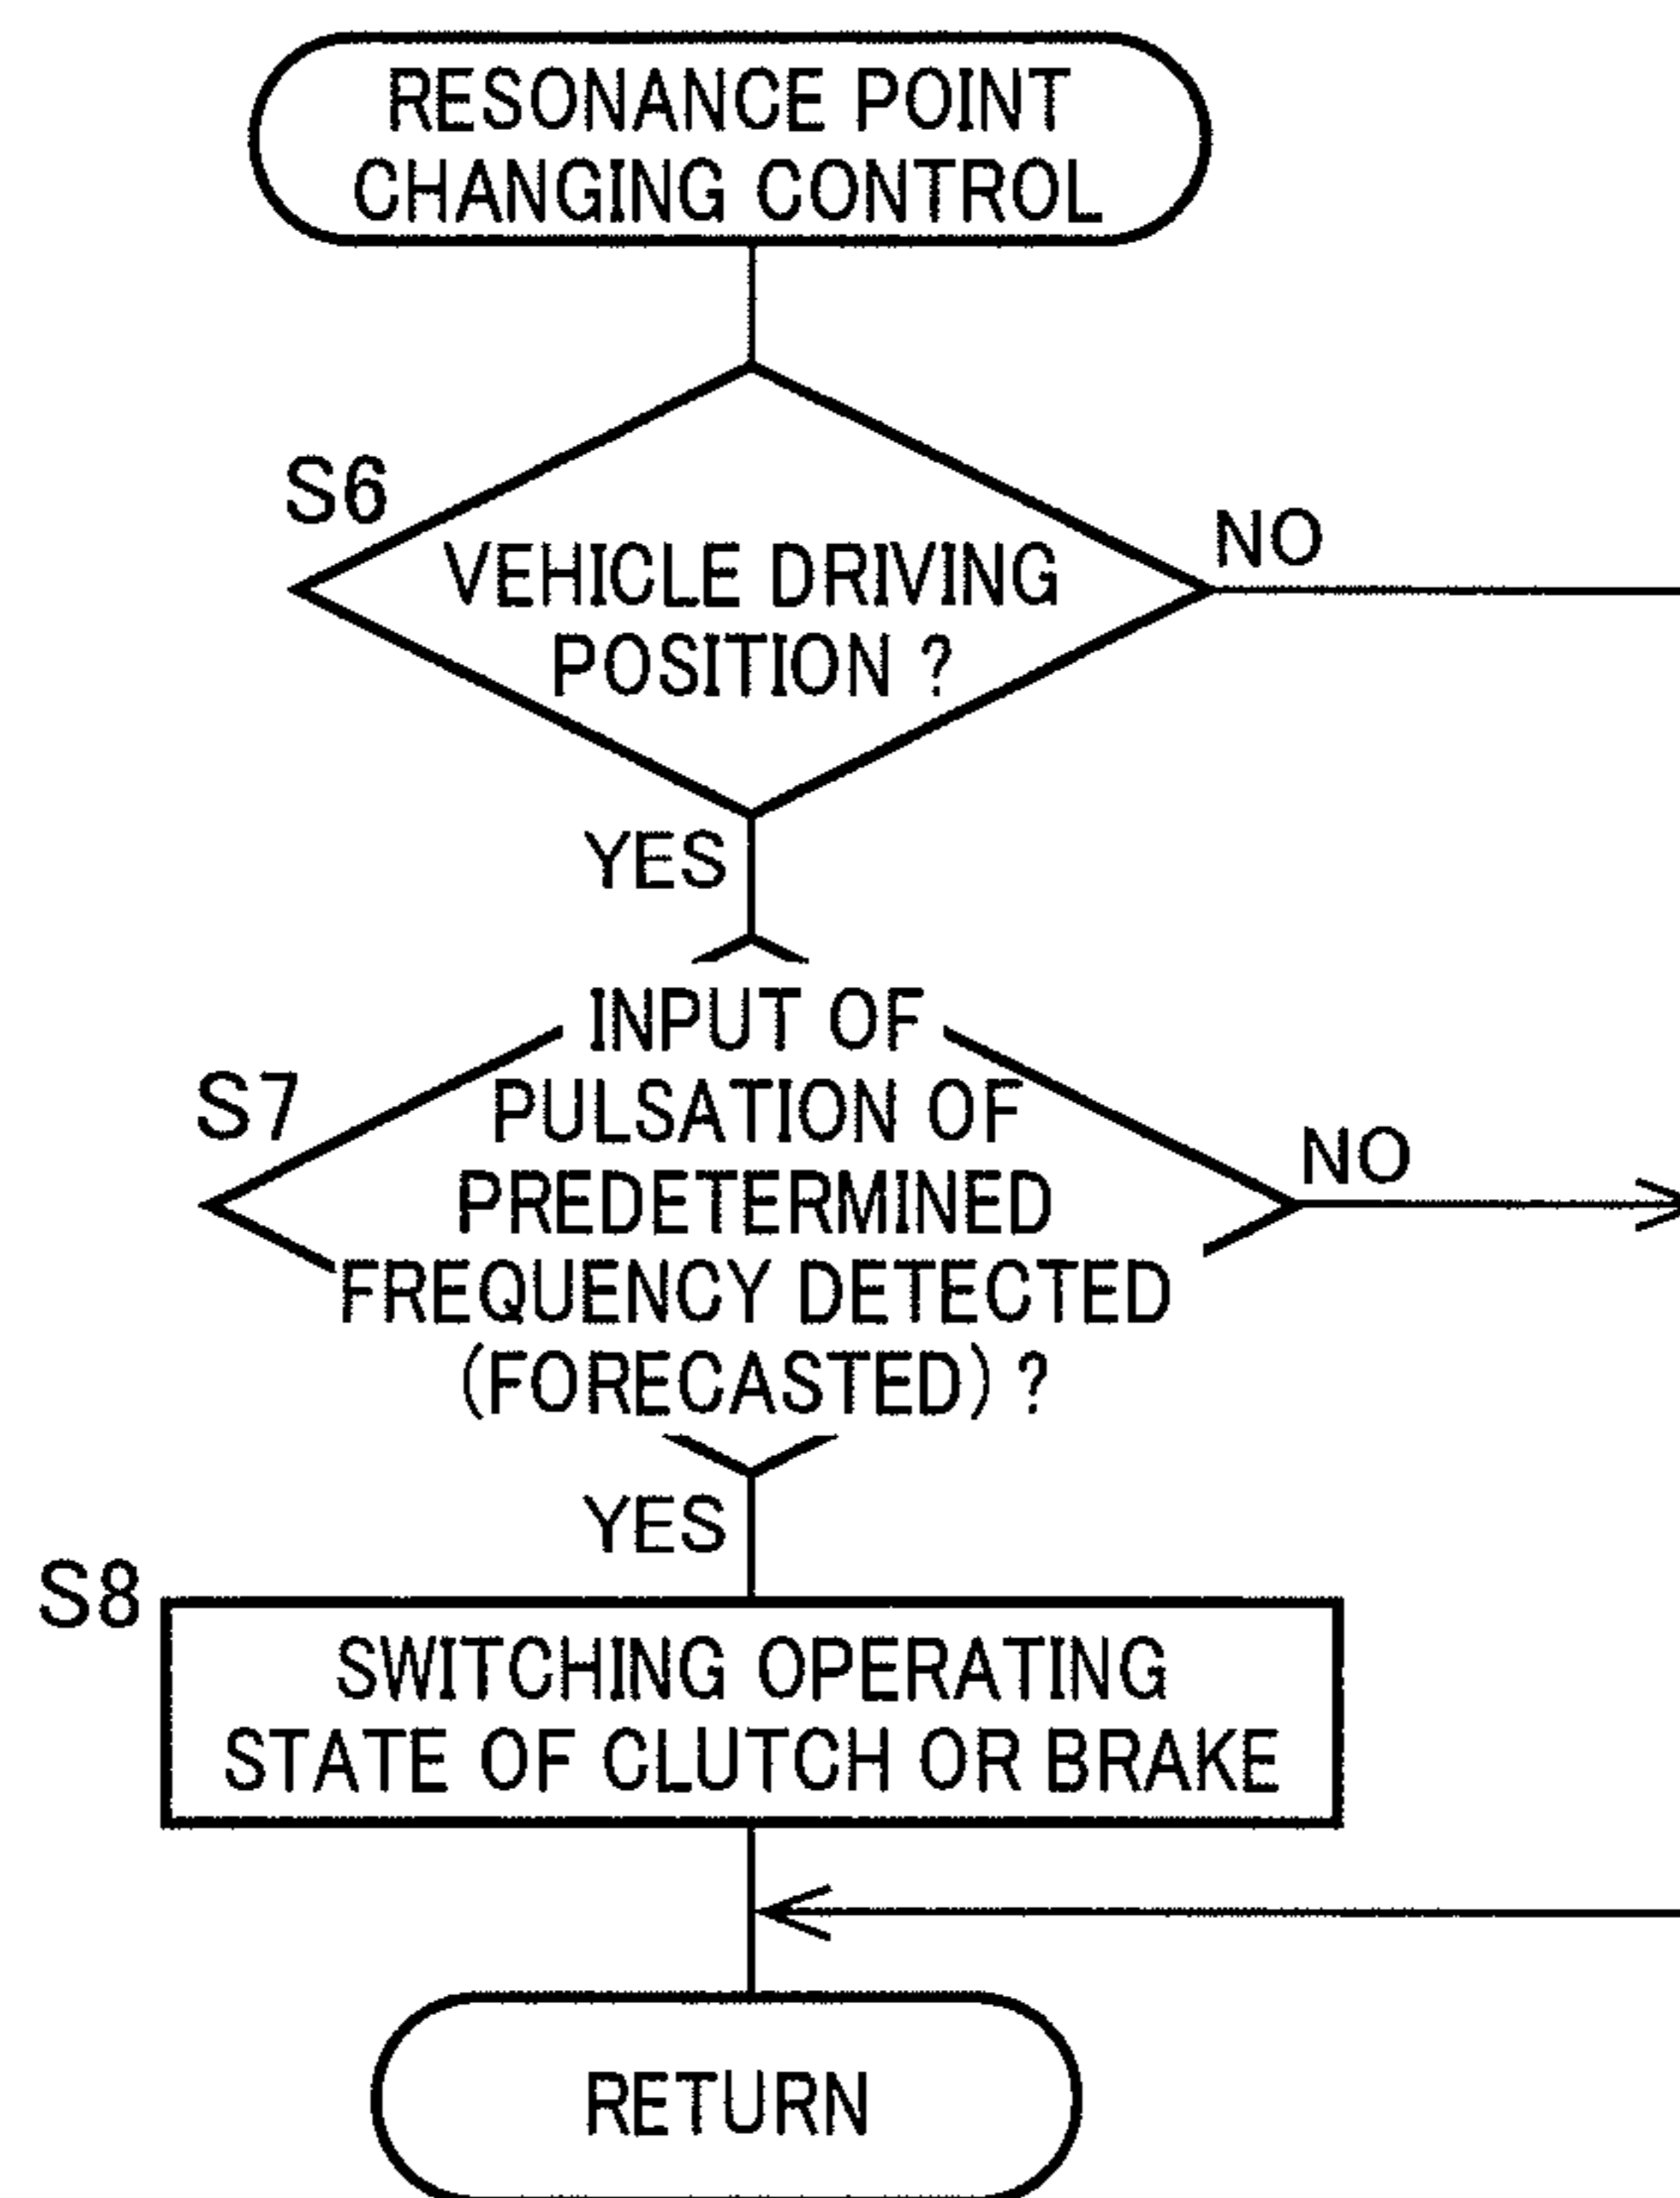 RESONANCE POINT
CHANGING CONTROL
S6
VEHICLE DRIVING
POSITION ?
NO
YES
S7
INPUT OF
PULSATION OF
PREDETERMINED
FREQUENCY DETECTED
(FORECASTED) ?
NO
YES
S8
SWITCHING OPERATING
STATE OF CLUTCH OR BRAKE
RETURN